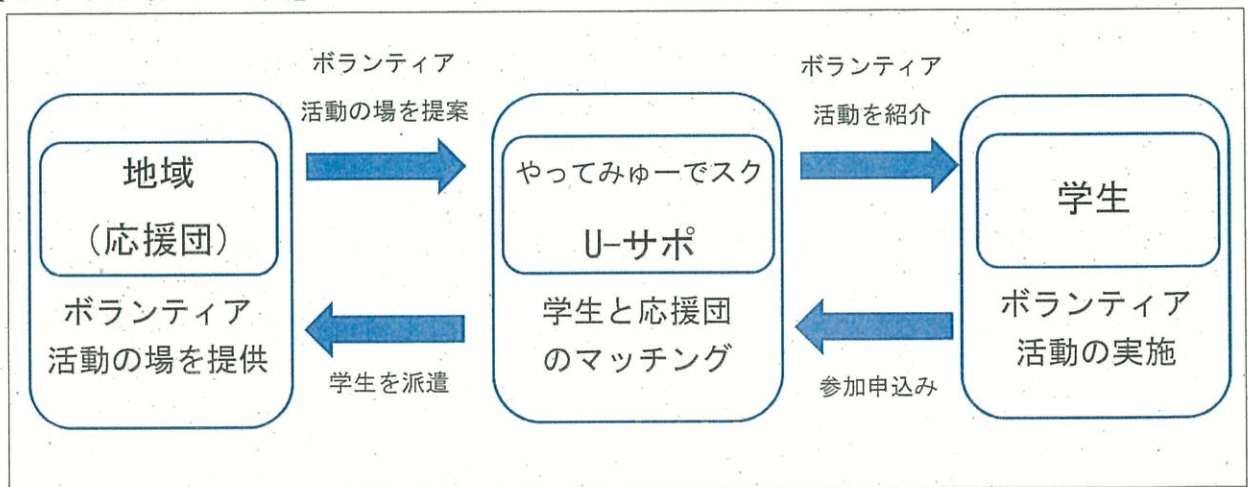 地域
(応援団)
ボランティア
活動の場を提供
ボランティア
活動の場を提案
学生を派遣
やってみゅーでスク
U-サポ
学生と応援団
のマッチング
ボランティア
活動を紹介
参加申込み
学生
ボランティア
活動の実施